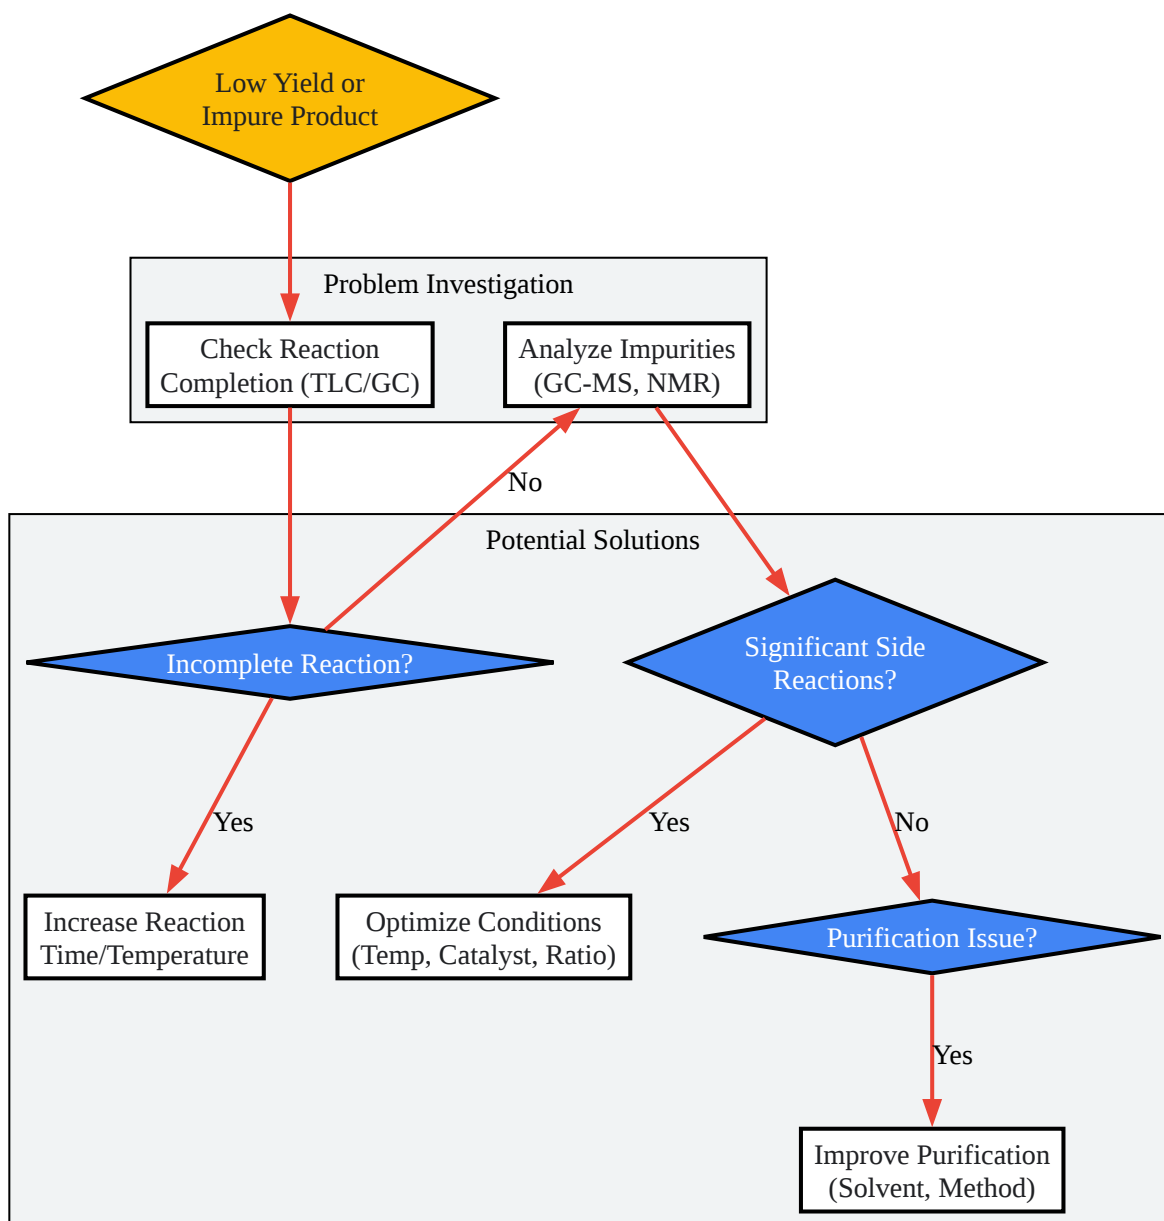 Low Yield or
Impure Product
Problem Investigation
Check Reaction
Completion (TLC/GC)
Analyze Impurities
(GC-MS, NMR)
No
Potential Solutions
Incomplete Reaction?
Significant Side
Reactions?
Yes
Yes
No
Increase Reaction
Time/Temperature
Optimize Conditions
(Temp, Catalyst, Ratio)
Purification Issue?
Yes
Improve Purification
(Solvent, Method)